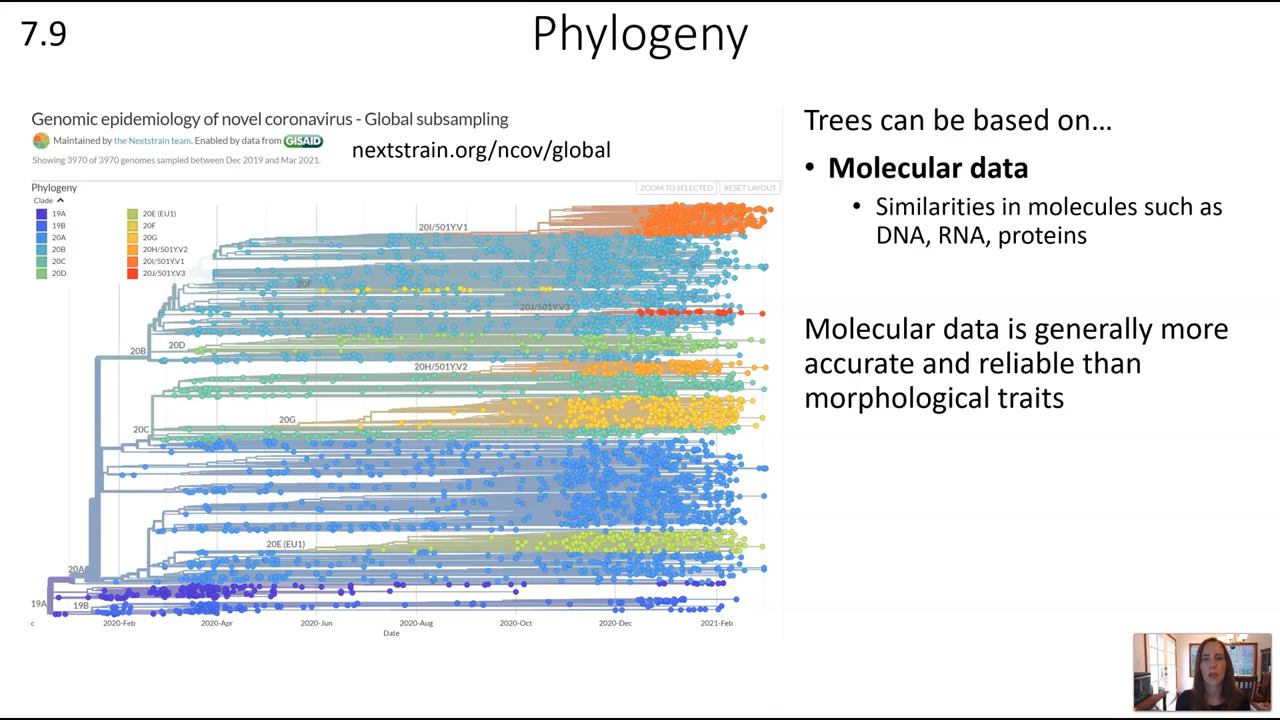 7.9
Phylogeny
Genomic epidemiology of novel coronavirus - Global subsampling
Maintained by the Nextstrain team. Enabled by data from GISAID
nextstrain.org/ncov/global
Showing 3970 of 3970 genomes sampled between Dec 2019 and Mar 2021.
Phylogeny
ZOOM TO SELECTED
RESET LAYOUT
Clade
19A
19B
20A
20B
20C
20D
20E (EU1)
20F
20G
20H/501Y.V2
20I/501Y.V1
20J/501Y.V3
20I/501Y.V1
20F
20J/501Y.V3
20D
20B
20H/501Y.V2
20G
20C
20E (EU1)
20A
19A
19B
c
2020-Feb
2020-Apr
2020-Jun
2020-Aug
2020-Oct
2020-Dec
2021-Feb
Date
Trees can be based on…
• Molecular data
• Similarities in molecules such as
DNA, RNA, proteins
Molecular data is generally more
accurate and reliable than
morphological traits